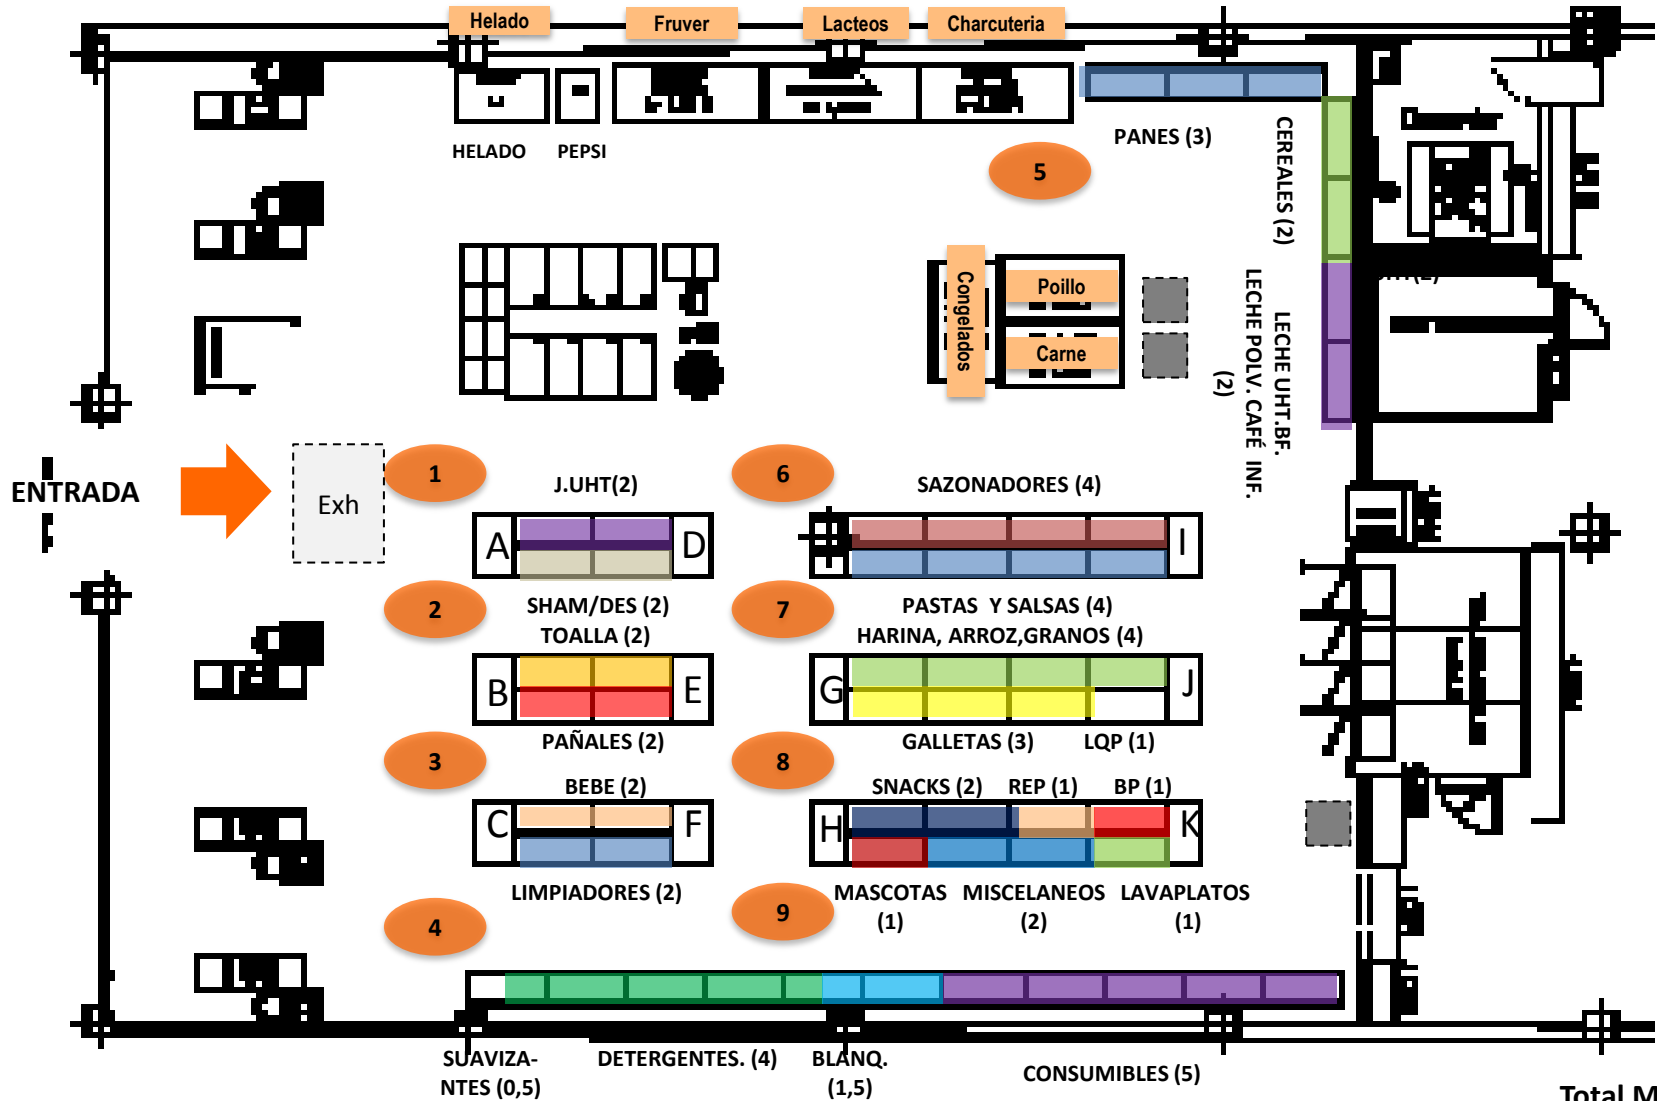 Helado
Fruver
Lacteos
Charcuteria
HELADO
PEPSI
PANES (3)
5
CEREALES (2)
Congelados
Poillo
Carne
LECHE UHT.BF.
LECHE POLV. CAFÉ INF.
(2)
ENTRADA
Exh
1
J.UHT(2)
6
SAZONADORES (4)
A
D
I
2
SHAM/DES (2)
TOALLA (2)
7
PASTAS Y SALSAS (4)
HARINA, ARROZ,GRANOS (4)
B
E
G
J
3
PAÑALES (2)
BEBE (2)
8
GALLETAS (3)
LQP (1)
SNACKS (2)
REP (1)
BP (1)
C
F
H
K
LIMPIADORES (2)
MASCOTAS
(1)
MISCELANEOS
(2)
LAVAPLATOS
(1)
4
9
SUAVIZA-
NTES (0,5)
DETERGENTES. (4)
BLANQ.
(1,5)
CONSUMIBLES (5)
Total M